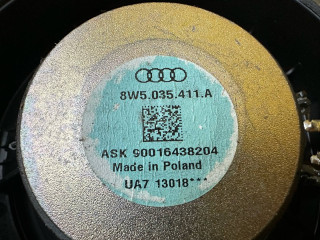 8W5.035.411.A
ASK 90016438204
Made in Poland
UA7 13018***